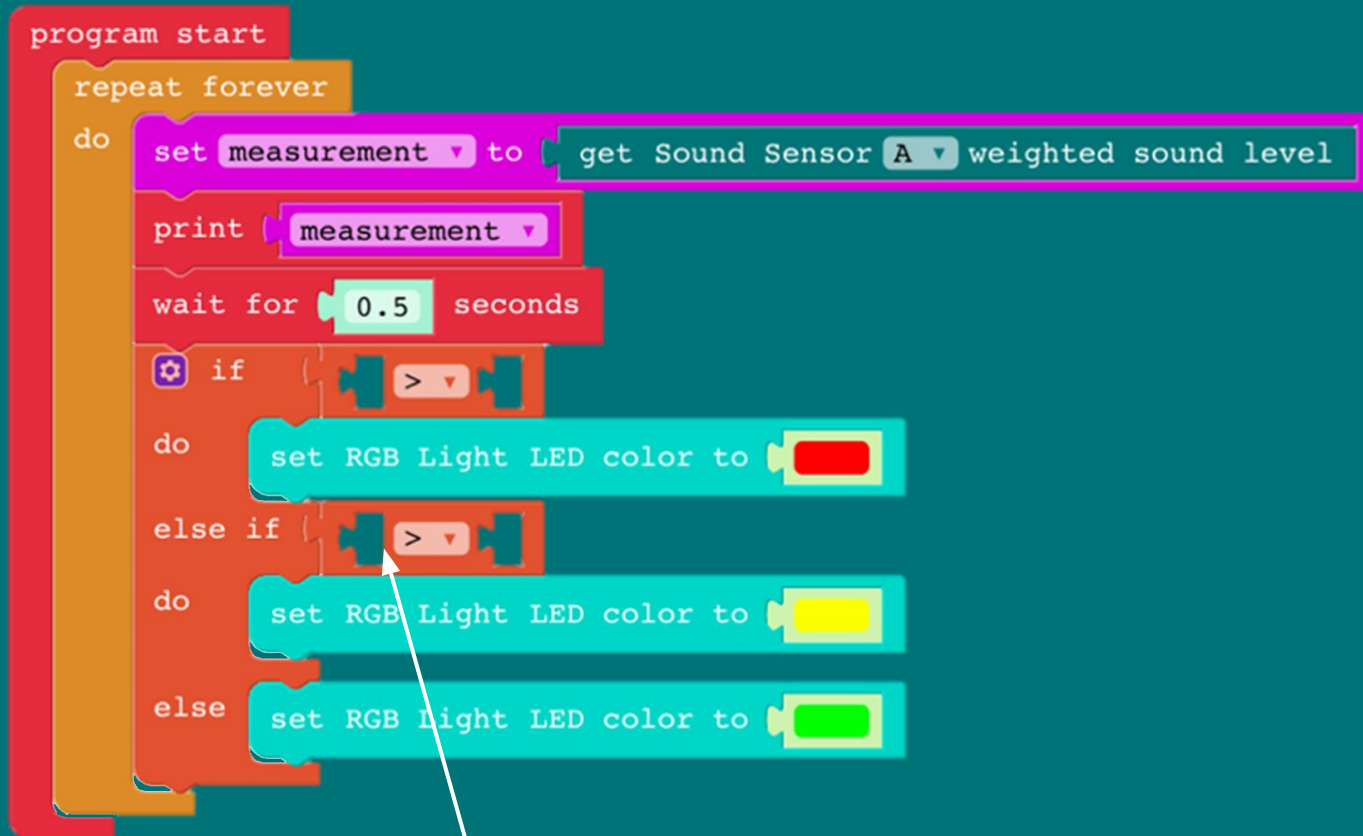 program start
repeat forever
do set measurement ▼ to get Sound Sensor A ▼ weighted sound level
print measurement ▼
wait for 0.5 seconds
if > ▼
do set RGB Light LED color to
else if > ▼
do set RGB Light LED color to
else set RGB Light LED color to